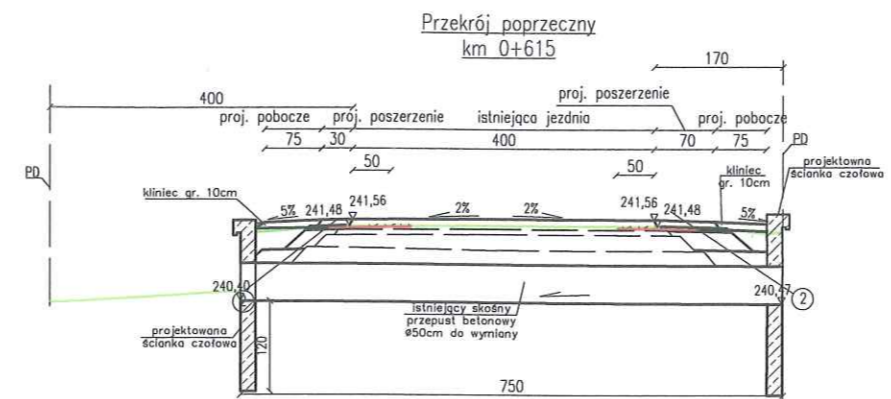 Przekrój poprzeczny
km 0+615
170
400
proj. poszerzenie
proj. pobocze
proj. poszerzenie
istniejąca jezdnia
proj. pobocze
75
30
400
70
75
PD
50
50
projektowna
ścianka czołowa
PD
kliniec
gr. 10cm
kliniec gr. 10cm
5%
241,48
241,56
2%
2%
241,56
241,48
5%
240,40
240,47
2
istniejący skośny
przepust betonowy
Ø50cm do wymiany
projektowana
ścianka czołowa
120
750